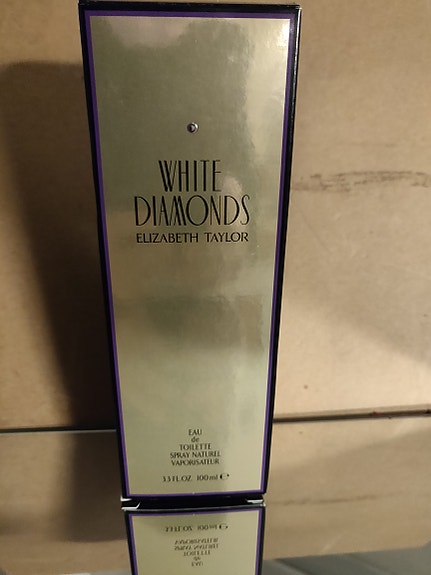 WHITE
DIAMONDS
ELIZABETH TAYLOR
EAU
de
TOILETTE
SPRAY NATUREL
VAPORISATEUR
3.3 FL.OZ 100 ml e